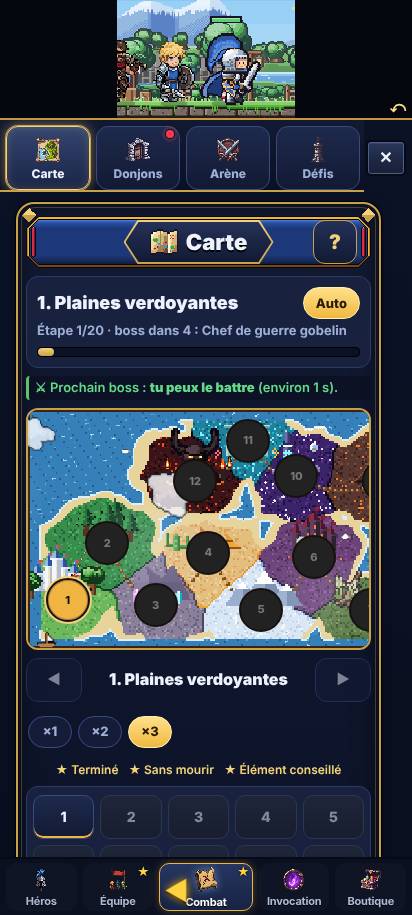 Carte
Donjons
Arène
Défis
×
Carte
?
1. Plaines verdoyantes
Auto
Étape 1/20 · boss dans 4 : Chef de guerre gobelin
⚔ Prochain boss : tu peux le battre (environ 1 s).
11
12
10
2
4
6
1
3
5
◀ 1. Plaines verdoyantes ▶
×1 ×2 ×3
★ Terminé ★ Sans mourir ★ Élément conseillé
1 2 3 4 5
Héros
Équipe
Combat
Invocation
Boutique